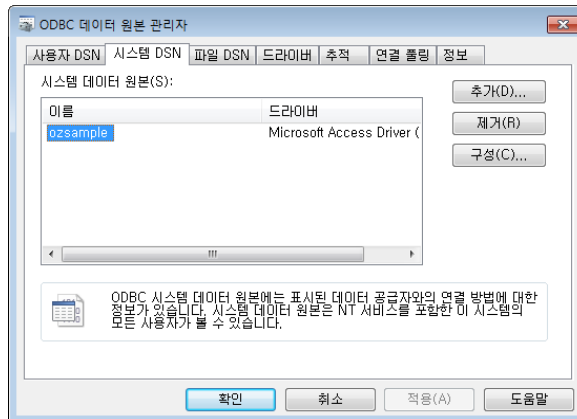 ODBC 데이터 원본 관리자
사용자 DSN 시스템 DSN 파일 DSN 드라이버 추적 연결 풀링 정보
시스템 데이터 원본(S):
이름 드라이버
ozsample Microsoft Access Driver (
추가(D)...
제거(R)
구성(C)...
ODBC 시스템 데이터 원본에는 표시된 데이터 공급자와의 연결 방법에 대한
정보가 있습니다. 시스템 데이터 원본은 NT 서비스를 포함한 이 시스템의
모든 사용자가 볼 수 있습니다.
확인 취소 적용(A) 도움말